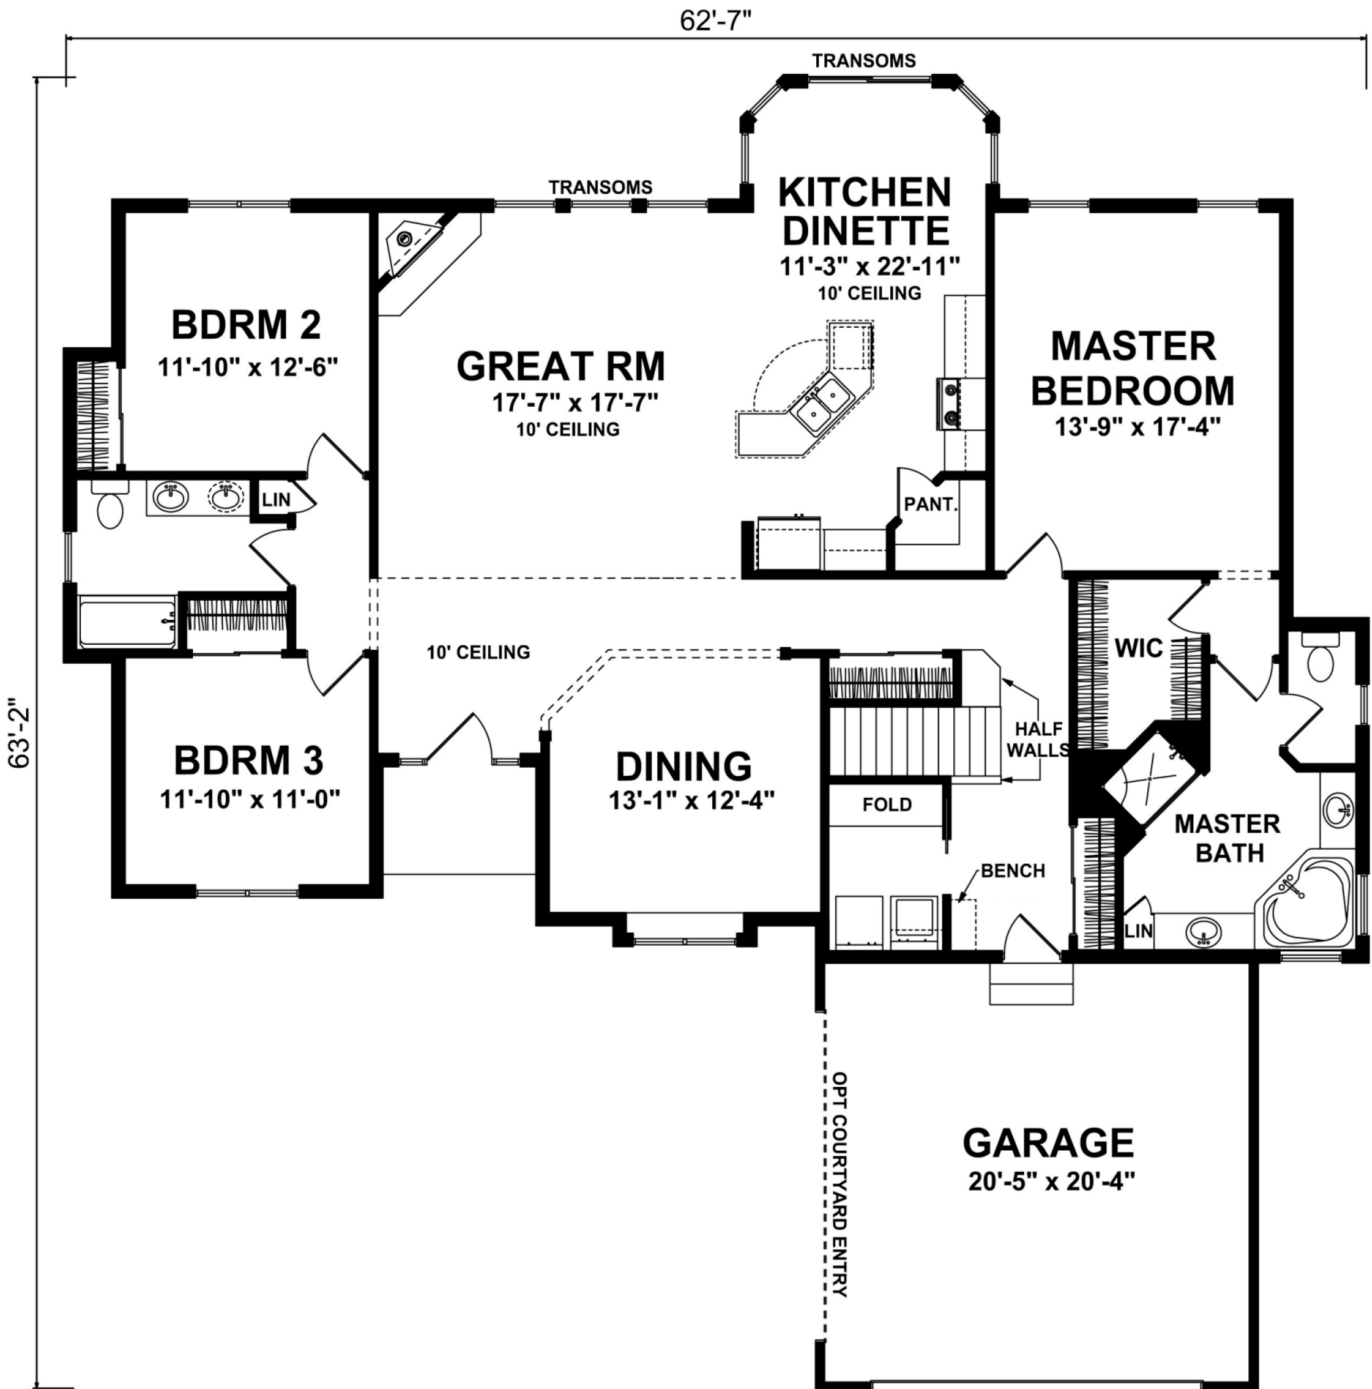 62'-7"
TRANSOMS
TRANSOMS
KITCHEN
DINETTE
11'-3" x 22'-11"
10' CEILING
BDRM 2
11'-10" x 12'-6"
GREAT RM
17'-7" x 17'-7"
10' CEILING
MASTER
BEDROOM
13'-9" x 17'-4"
LIN
PANT.
10' CEILING
WIC
63'-2"
HALF
WALLS
BDRM 3
11'-10" x 11'-0"
DINING
13'-1" x 12'-4"
FOLD
MASTER
BATH
BENCH
LIN
OPT COURTYARD ENTRY
GARAGE
20'-5" x 20'-4"